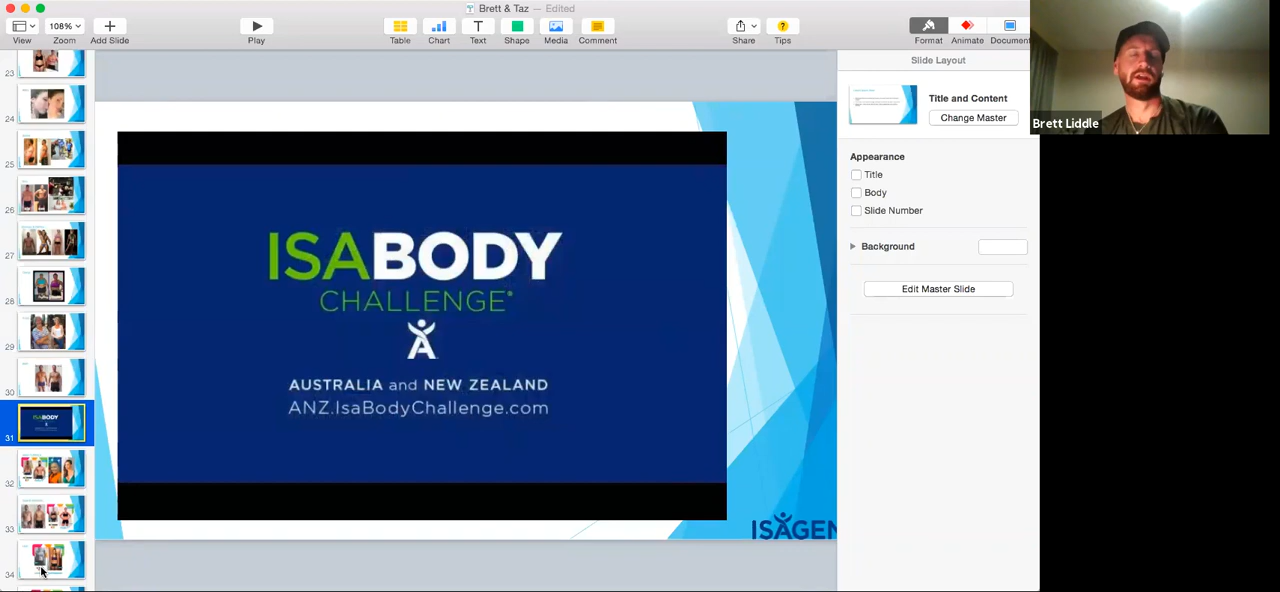 Brett & Taz — Edited
108%
View
Zoom
Add Slide
Play
Table
Chart
Text
Shape
Media
Comment
Share
Tips
Format
Animate
Document
Slide Layout
Title and Content
Change Master
Appearance
Title
Body
Slide Number
Background
Edit Master Slide
Brett Liddle
23
24
25
26
27
28
29
30
31
32
33
34
ISABODY
CHALLENGE®
AUSTRALIA and NEW ZEALAND
ANZ.IsaBodyChallenge.com
ISAGEN